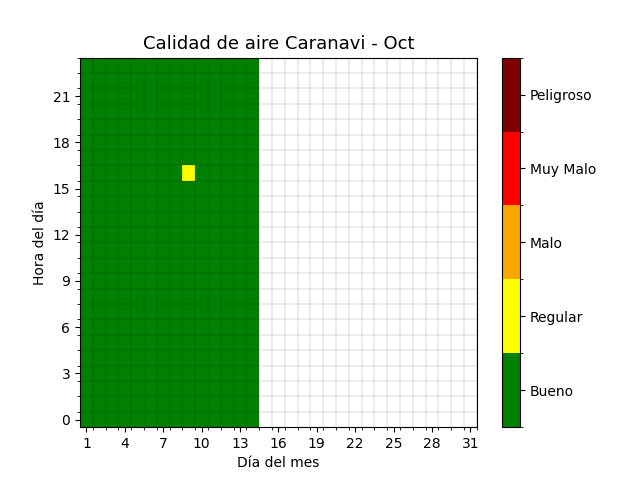 Calidad de aire Caranavi - Oct
Hora del día
21
18
15
12
9
6
3
0
1 4 7 10 13 16 19 22 25 28 31
Día del mes
Peligroso
Muy Malo
Malo
Regular
Bueno